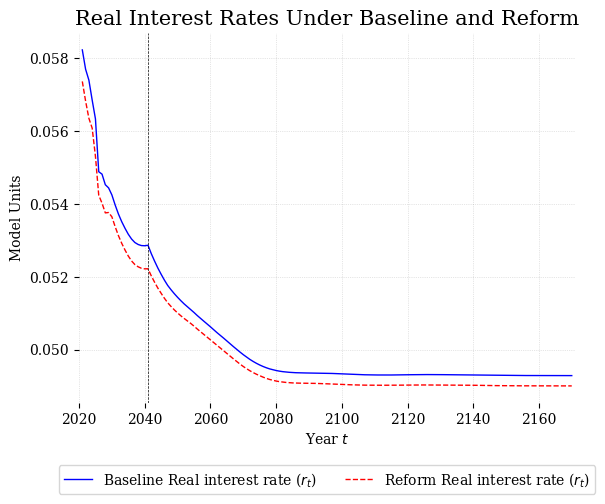 Real Interest Rates Under Baseline and Reform
0.058
0.056
0.054
0.052
0.050
Model Units
2020 2040 2060 2080 2100 2120 2140 2160
Year t
Baseline Real interest rate (r_t) Reform Real interest rate (r_t)